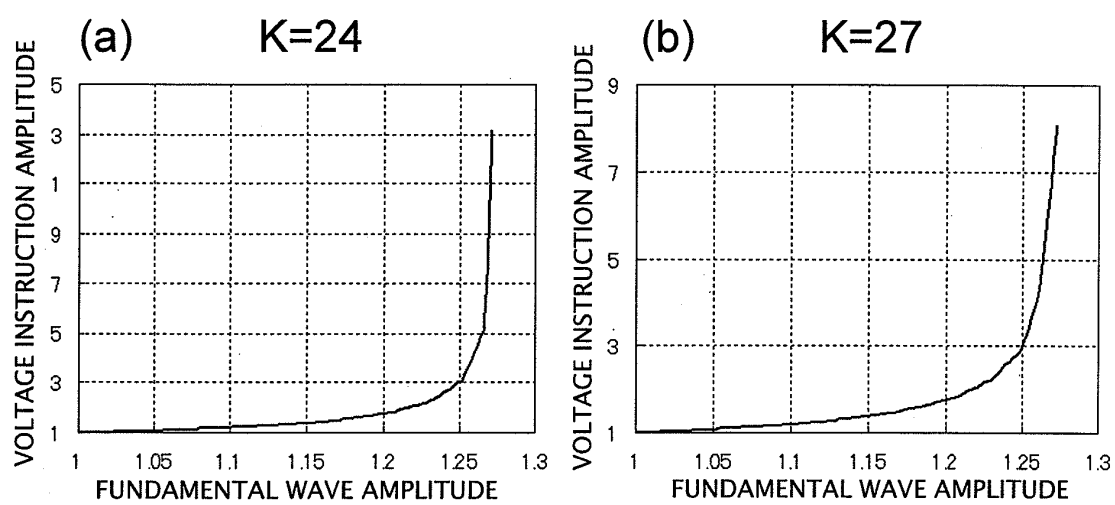 (a) K=24
VOLTAGE INSTRUCTION AMPLITUDE
5
3
1
9
7
5
3
1
1 1.05 1.1 1.15 1.2 1.25 1.3
FUNDAMENTAL WAVE AMPLITUDE
(b) K=27
VOLTAGE INSTRUCTION AMPLITUDE
9
7
5
3
1
1 1.05 1.1 1.15 1.2 1.25 1.3
FUNDAMENTAL WAVE AMPLITUDE